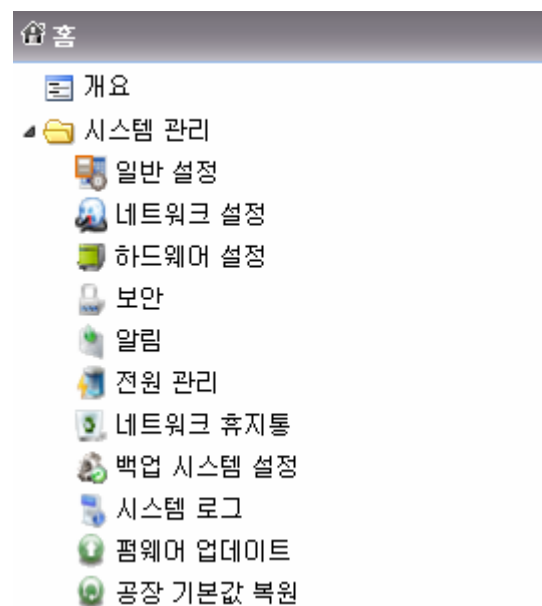 홈
개요
시스템 관리
일반 설정
네트워크 설정
하드웨어 설정
보안
알림
전원 관리
네트워크 휴지통
백업 시스템 설정
시스템 로그
펌웨어 업데이트
공장 기본값 복원